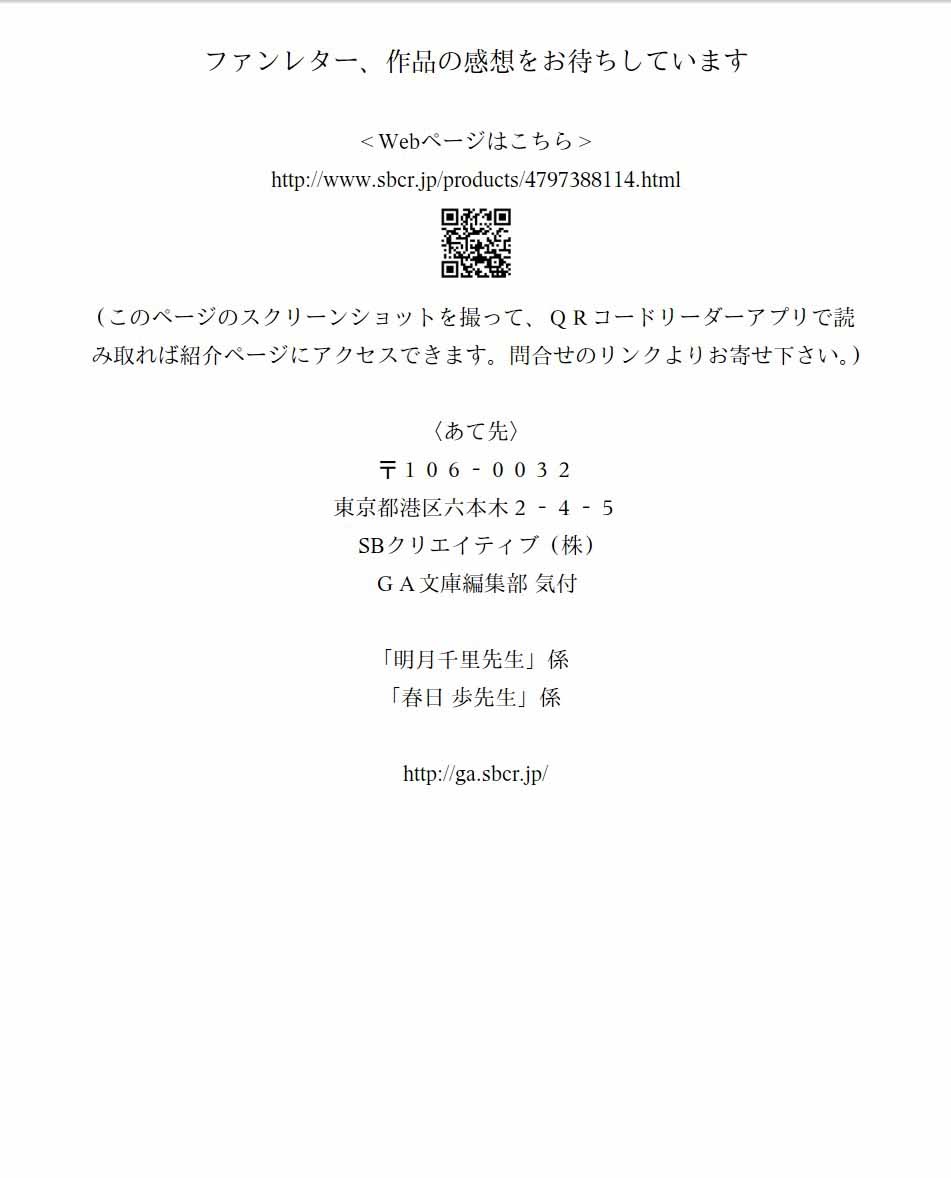 ファンレター、作品の感想をお待ちしています
＜Webページはこちら＞
http://www.sbcr.jp/products/4797388114.html
（このページのスクリーンショットを撮って、ＱＲコードリーダーアプリで読
み取れば紹介ページにアクセスできます。問合せのリンクよりお寄せ下さい。）
〈あて先〉
〒１０６‐００３２
東京都港区六本木２‐４‐５
SBクリエイティブ（株）
ＧＡ文庫編集部 気付
「明月千里先生」係
「春日 歩先生」係
http://ga.sbcr.jp/